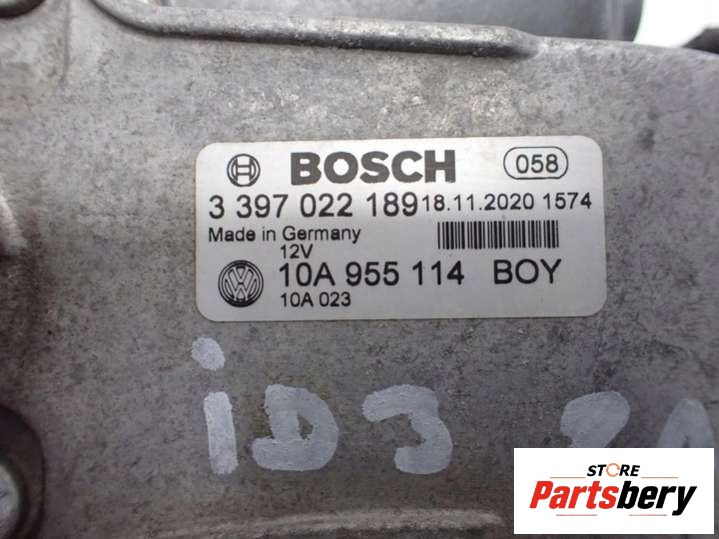 BOSCH 058
3 397 022 189 18.11.2020 1574
Made in Germany
12V
10A 955 114 BOY
10A 023
iD3
STORE
Partsbery